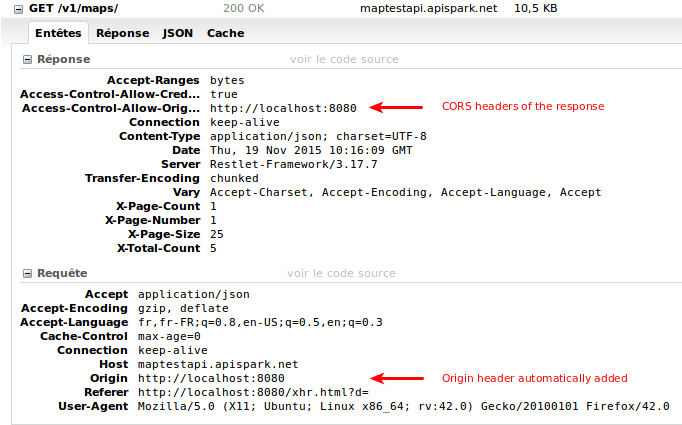 GET /v1/maps/ 200 OK maptestapi.apispark.net 10,5 KB
Entêtes Réponse JSON Cache
Réponse voir le code source
Accept-Ranges bytes
Access-Control-Allow-Cred... true
Access-Control-Allow-Orig... http://localhost:8080 CORS headers of the response
Connection keep-alive
Content-Type application/json; charset=UTF-8
Date Thu, 19 Nov 2015 10:16:09 GMT
Server Restlet-Framework/3.17.7
Transfer-Encoding chunked
Vary Accept-Charset, Accept-Encoding, Accept-Language, Accept
X-Page-Count 1
X-Page-Number 1
X-Page-Size 25
X-Total-Count 5
Requête voir le code source
Accept application/json
Accept-Encoding gzip, deflate
Accept-Language fr,fr-FR;q=0.8,en-US;q=0.5,en;q=0.3
Cache-Control max-age=0
Connection keep-alive
Host maptestapi.apispark.net
Origin http://localhost:8080 Origin header automatically added
Referer http://localhost:8080/xhr.html?d=
User-Agent Mozilla/5.0 (X11; Ubuntu; Linux x86_64; rv:42.0) Gecko/20100101 Firefox/42.0